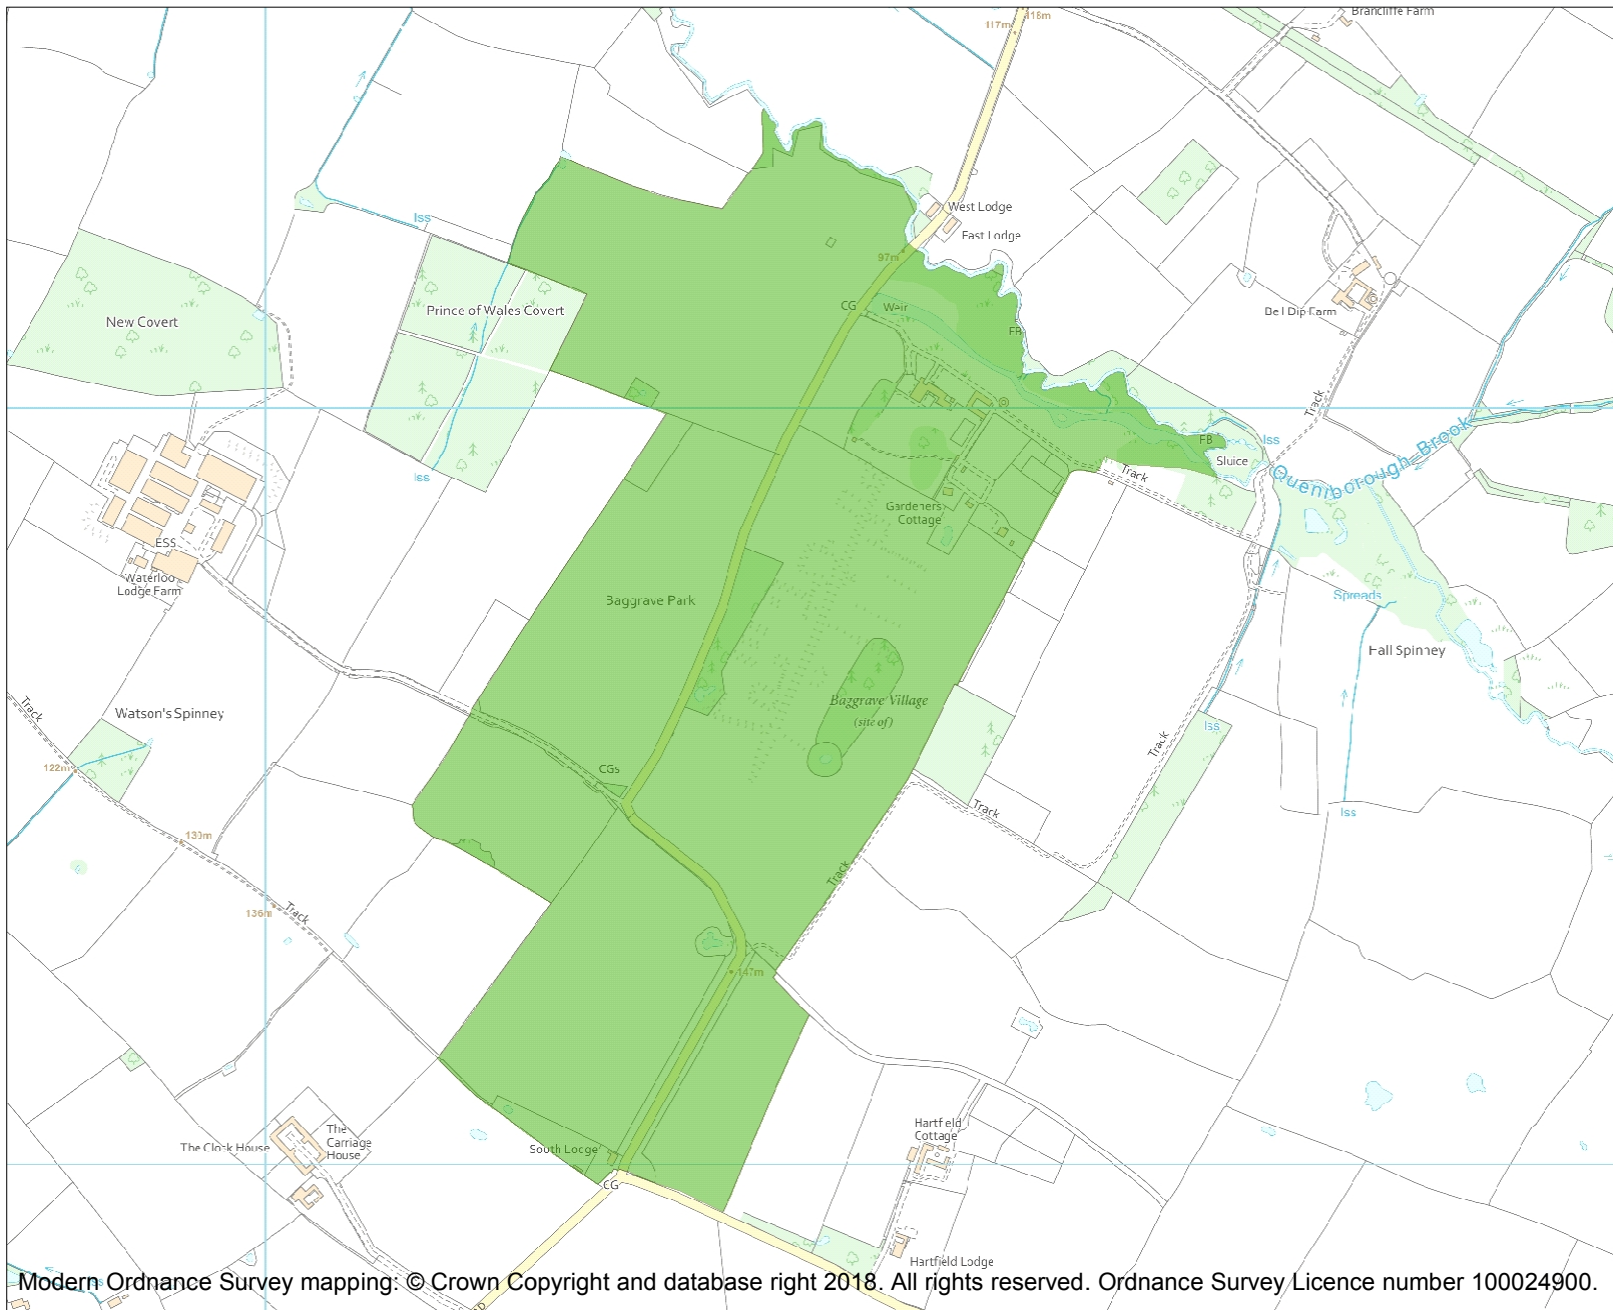 Brancliffe Farm
118m
117m
West Lodge
Iss
East Lodge
97m
CG
Weir
Prince of Wales Covert
New Covert
FB
Bell Dip Farm
Track
FB
Iss
Sluice
Track
Iss
Queniborough Brook
Gardeners
Cottage
ESS
Waterloo
Lodge Farm
Baggrave Park
Spreads
Hall Spinney
Baggrave Village
(site of)
Track
Watson's Spinney
Iss
Track
122m
CGs
Track
Iss
130m
Track
136m
Track
147m
The Clock House
The
Carriage
House
South Lodge
Hartfield
Cottage
CG
Hartfield Lodge
Modern Ordnance Survey mapping: © Crown Copyright and database right 2018. All rights reserved. Ordnance Survey Licence number 100024900.